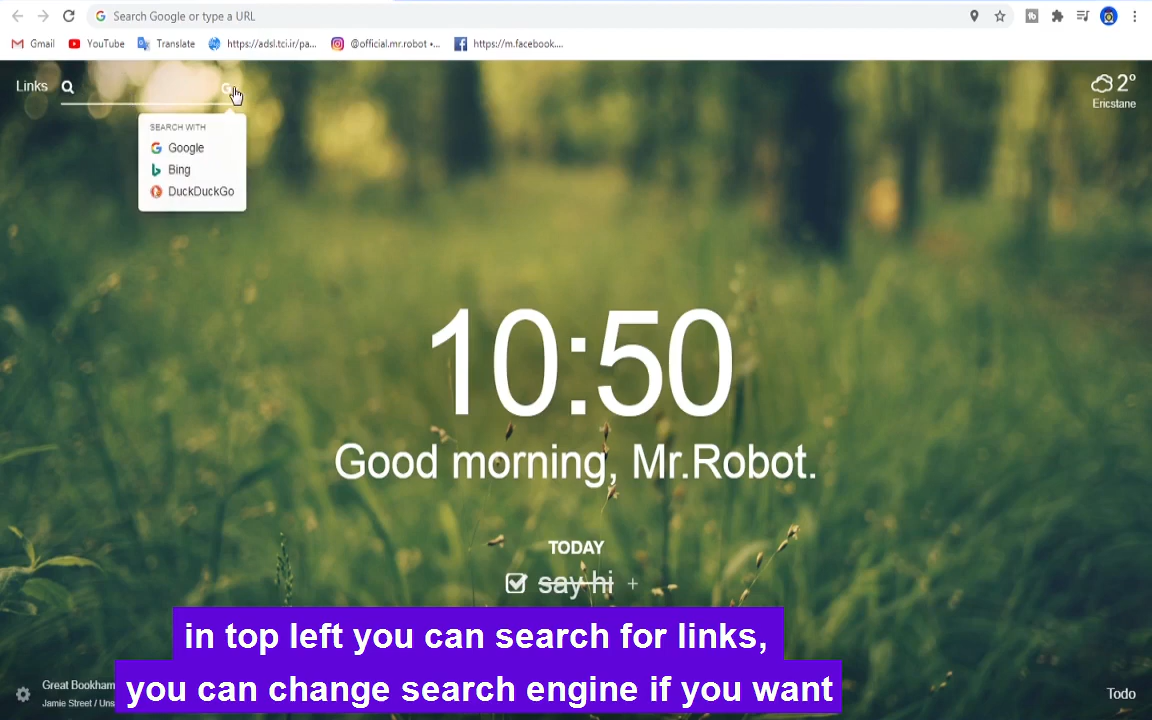 Search Google or type a URL
Gmail
YouTube
Translate
https://adsl.tci.ir/pa...
@official.mr.robot •...
https://m.facebook....
Links
2°
Ericstane
SEARCH WITH
Google
Bing
DuckDuckGo
10:50
Good morning, Mr.Robot.
TODAY
say hi +
in top left you can search for links,
you can change search engine if you want
Great Bookham
Jamie Street / Uns
Todo